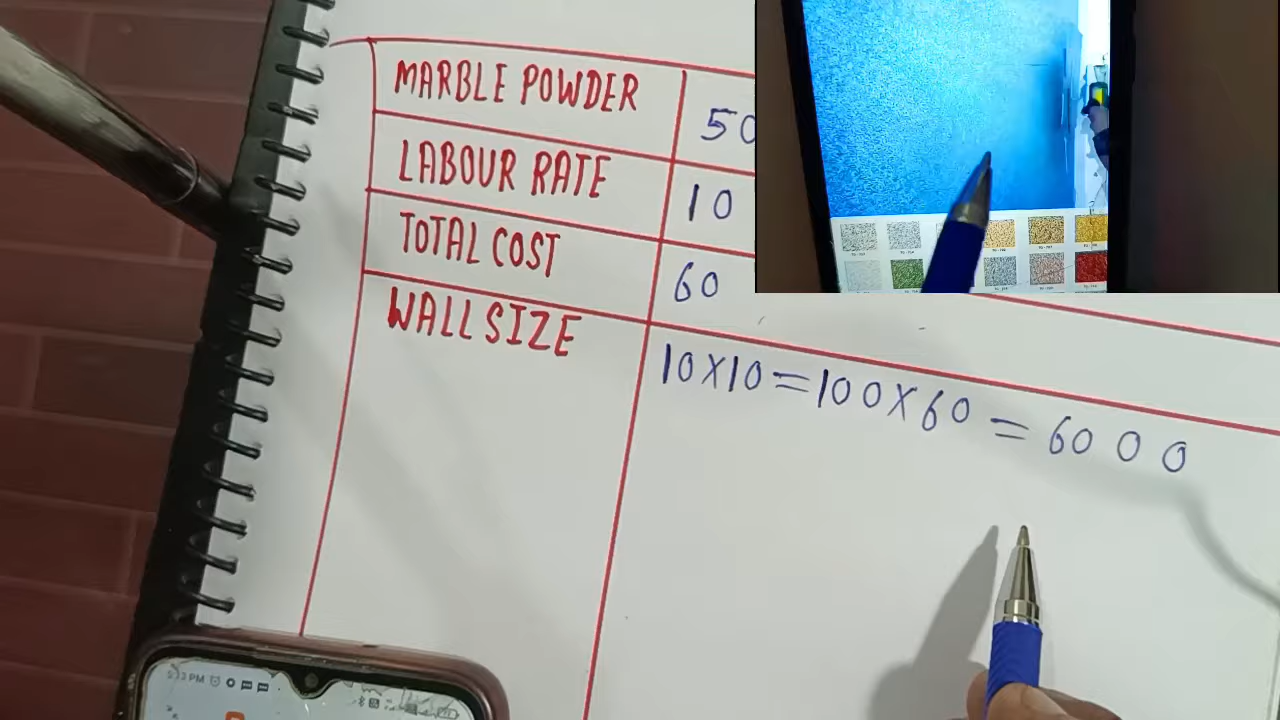 MARBLE POWDER 50
LABOUR RATE 10
TOTAL COST 60
WALL SIZE 10X10=100X60=6000